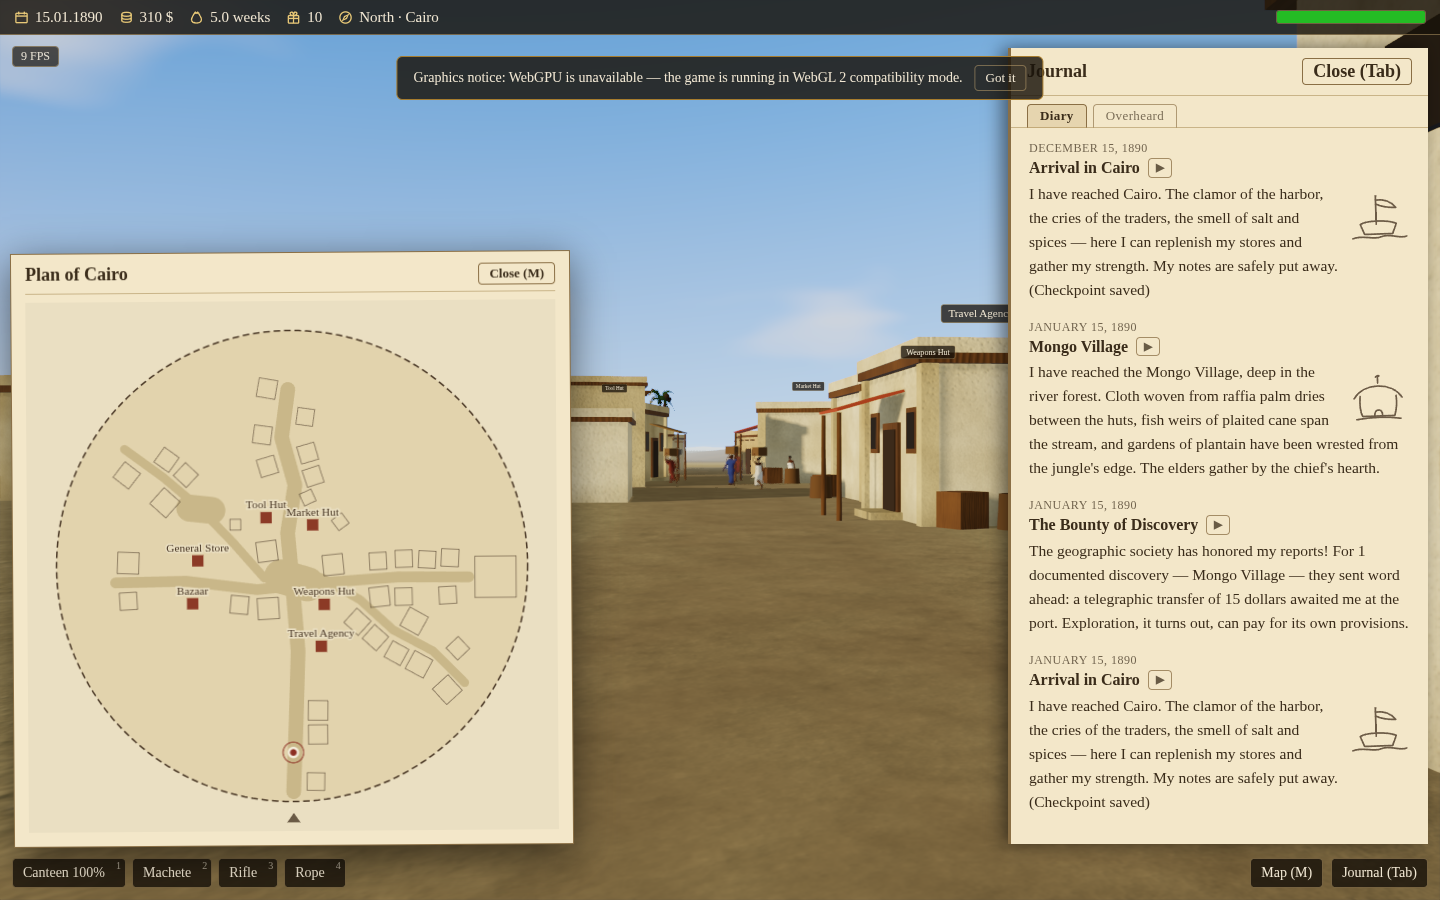 15.01.1890 310 $ 5.0 weeks 10 North · Cairo
9 FPS
Graphics notice: WebGPU is unavailable — the game is running in WebGL 2 compatibility mode. Got it
Journal Close (Tab)
Diary Overheard
DECEMBER 15, 1890
Arrival in Cairo
I have reached Cairo. The clamor of the harbor,
the cries of the traders, the smell of salt and
spices — here I can replenish my stores and
gather my strength. My notes are safely put away.
(Checkpoint saved)
JANUARY 15, 1890
Mongo Village
I have reached the Mongo Village, deep in the
river forest. Cloth woven from raffia palm dries
between the huts, fish weirs of plaited cane span
the stream, and gardens of plantain have been wrested from
the jungle's edge. The elders gather by the chief's hearth.
JANUARY 15, 1890
The Bounty of Discovery
The geographic society has honored my reports! For 1
documented discovery — Mongo Village — they sent word
ahead: a telegraphic transfer of 15 dollars awaited me at the
port. Exploration, it turns out, can pay for its own provisions.
JANUARY 15, 1890
Arrival in Cairo
I have reached Cairo. The clamor of the harbor,
the cries of the traders, the smell of salt and
spices — here I can replenish my stores and
gather my strength. My notes are safely put away.
(Checkpoint saved)
Plan of Cairo Close (M)
Tool Hut
Market Hut
General Store
Bazaar
Weapons Hut
Travel Agency
Travel Agenc
Weapons Hut
Tool Hut
Market Hut
Canteen 100% 1
Machete 2
Rifle 3
Rope 4
Map (M) Journal (Tab)